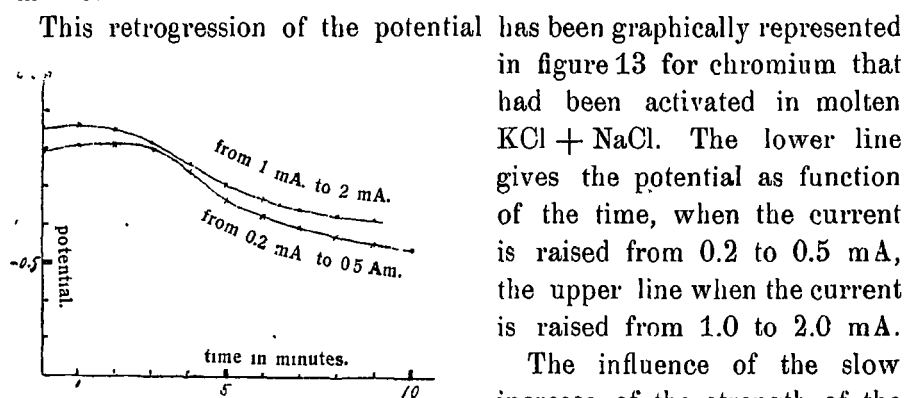 This retrogression of the potential has been graphically represented
in figure 13 for chromium that
had been activated in molten
KCl + NaCl. The lower line
gives the potential as function
of the time, when the current
is raised from 0.2 to 0.5 mA,
the upper line when the current
is raised from 1.0 to 2.0 mA.
The influence of the slow
increase of the strength of the
from 1 mA. to 2 mA.
from 0.2 mA to 05 Am.
-0.5
potential.
time in minutes.
5
10